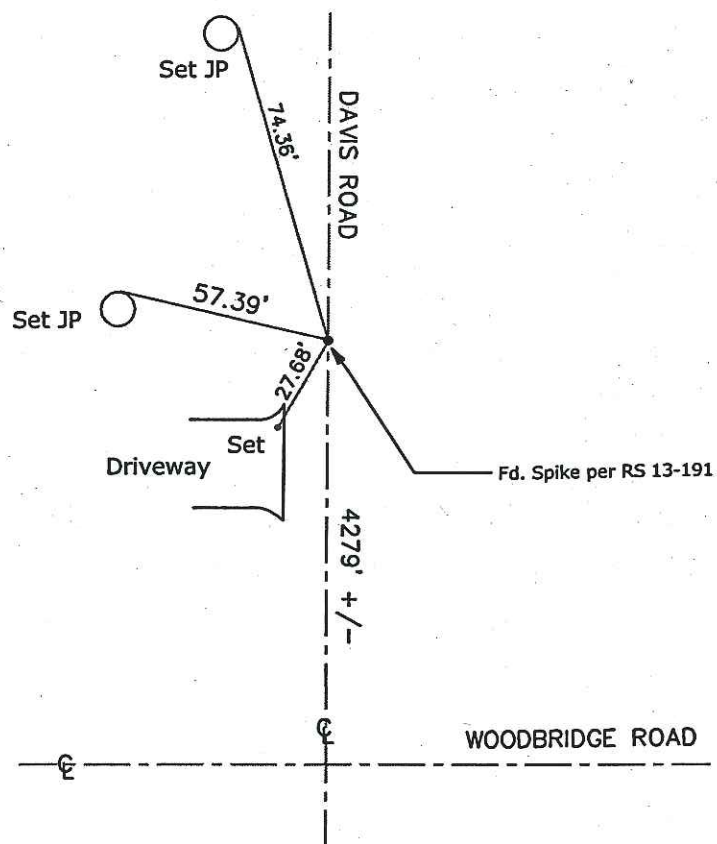 Set JP
74.36'
DAVIS ROAD
57.39'
Set JP
27.68'
Set
Driveway
Fd. Spike per RS 13-191
4279' +/-
℄
WOODBRIDGE ROAD
℄